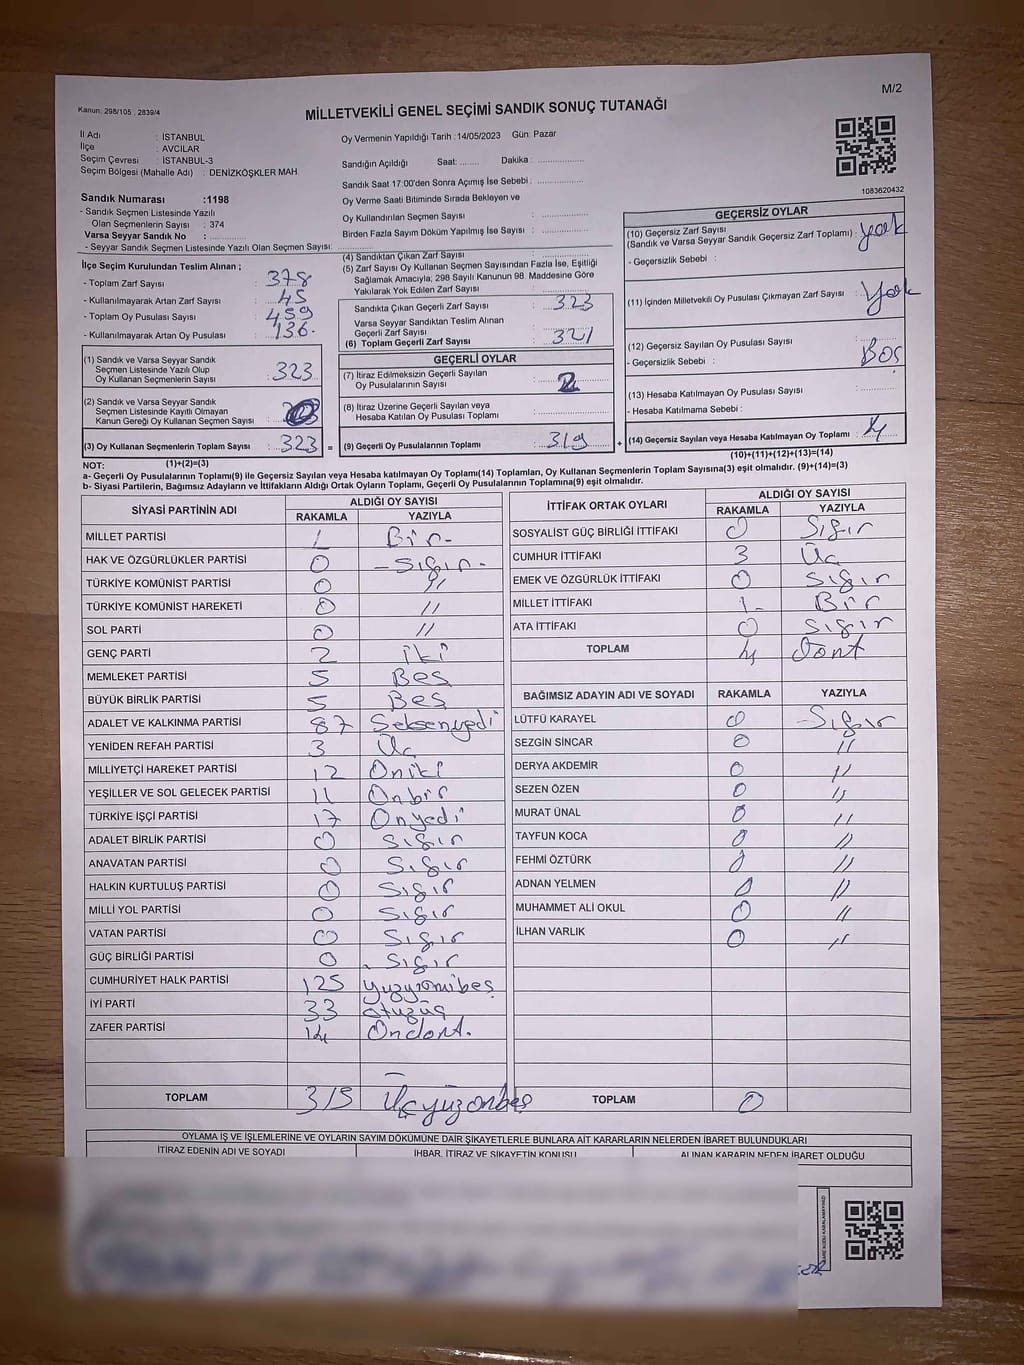 M/2
Kanun: 298/105 , 2839/4
MİLLETVEKİLİ GENEL SEÇİMİ SANDIK SONUÇ TUTANAĞI
İl Adı : İSTANBUL
İlçe : AVCILAR
Seçim Çevresi : İSTANBUL-3
Seçim Bölgesi (Mahalle Adı) : DENİZKÖŞKLER MAH
Sandık Numarası :1198
- Sandık Seçmen Listesinde Yazılı
Olan Seçmenlerin Sayısı : 374
Varsa Seyyar Sandık No :
- Seyyar Sandık Seçmen Listesinde Yazılı Olan Seçmen Sayısı:
Oy Vermenin Yapıldığı Tarih :14/05/2023 Gün: Pazar
Sandığın Açıldığı Saat: ........ Dakika : ................
Sandık Saat 17:00'den Sonra Açımış İse Sebebi : ................
Oy Verme Saati Bitiminde Sırada Bekleyen ve
Oy Kullandırılan Seçmen Sayısı : ................
Birden Fazla Sayım Döküm Yapılmış İse Sayısı : ................
1083620432
İlçe Seçim Kurulundan Teslim Alınan ;
- Toplam Zarf Sayısı : 378
- Kullanılmayarak Artan Zarf Sayısı : 45
- Toplam Oy Pusulası Sayısı : 459
- Kullanılmayarak Artan Oy Pusulası : 136.
(1) Sandık ve Varsa Seyyar Sandık
Seçmen Listesinde Yazılı Olup
Oy Kullanan Seçmenlerin Sayısı : 323
(2) Sandık ve Varsa Seyyar Sandık
Seçmen Listesinde Kayıtlı Olmayan
Kanun Gereği Oy Kullanan Seçmen Sayısı :
(3) Oy Kullanan Seçmenlerin Toplam Sayısı : 323 =
(4) Sandıktan Çıkan Zarf Sayısı :
(5) Zarf Sayısı Oy Kullanan Seçmen Sayısından Fazla İse, Eşitliği
Sağlamak Amacıyla; 298 Sayılı Kanunun 98. Maddesine Göre
Yakılarak Yok Edilen Zarf Sayısı :
Sandıkta Çıkan Geçerli Zarf Sayısı : 323
Varsa Seyyar Sandıktan Teslim Alınan
Geçerli Zarf Sayısı :
(6) Toplam Geçerli Zarf Sayısı : 321
GEÇERLİ OYLAR
(7) İtiraz Edilmeksizin Geçerli Sayılan
Oy Pusulalarının Sayısı :
(8) İtiraz Üzerine Geçerli Sayılan veya
Hesaba Katılan Oy Pusulası Toplamı :
(9) Geçerli Oy Pusulalarının Toplamı : 319 +
GEÇERSİZ OYLAR
(10) Geçersiz Zarf Sayısı
(Sandık ve Varsa Seyyar Sandık Geçersiz Zarf Toplamı) : yok
- Geçersizlik Sebebi :
(11) İçinden Milletvekili Oy Pusulası Çıkmayan Zarf Sayısı : Yok
(12) Geçersiz Sayılan Oy Pusulası Sayısı :
- Geçersizlik Sebebi : Boş
(13) Hesaba Katılmayan Oy Pusulası Sayısı :
- Hesaba Katılmama Sebebi :
(14) Geçersiz Sayılan veya Hesaba Katılmayan Oy Toplamı : 4
NOT: (1)+(2)=(3)
(10)+(11)+(12)+(13)=(14)
a- Geçerli Oy Pusulalarının Toplamı(9) ile Geçersiz Sayılan veya Hesaba katılmayan Oy Toplamı(14) Toplamları, Oy Kullanan Seçmenlerin Toplam Sayısına(3) eşit olmalıdır. (9)+(14)=(3)
b- Siyasi Partilerin, Bağımsız Adayların ve İttifakların Aldığı Ortak Oyların Toplamı, Geçerli Oy Pusulalarının Toplamına(9) eşit olmalıdır.
SİYASİ PARTİNİN ADI ALDIĞI OY SAYISI
RAKAMLA YAZIYLA
MİLLET PARTİSİ 1 Bir-
HAK VE ÖZGÜRLÜKLER PARTİSİ 0 - Sıgır -
TÜRKİYE KOMÜNİST PARTİSİ 0 //
TÜRKİYE KOMÜNİST HAREKETİ 0 //
SOL PARTİ 0 //
GENÇ PARTİ 2 iki
MEMLEKET PARTİSİ 5 Beş
BÜYÜK BİRLİK PARTİSİ 5 Beş
ADALET VE KALKINMA PARTİSİ 87 Seksenyedi
YENİDEN REFAH PARTİSİ 3 Üç
MİLLİYETÇİ HAREKET PARTİSİ 12 Oniki
YEŞİLLER VE SOL GELECEK PARTİSİ 11 Onbir
TÜRKİYE İŞÇİ PARTİSİ 17 Onyedi
ADALET BİRLİK PARTİSİ 0 Sıgır
ANAVATAN PARTİSİ 0 Sıgır
HALKIN KURTULUŞ PARTİSİ 0 Sıgır
MİLLİ YOL PARTİSİ 0 Sıgır
VATAN PARTİSİ 0 Sıgır
GÜÇ BİRLİĞİ PARTİSİ 0 Sıgır
CUMHURİYET HALK PARTİSİ 125 yuzyirmibeş
İYİ PARTİ 33 otuzüç
ZAFER PARTİSİ 14 Ondört.
TOPLAM 315 Üçyüzonbeş
İTTİFAK ORTAK OYLARI ALDIĞI OY SAYISI
RAKAMLA YAZIYLA
SOSYALİST GÜÇ BİRLİĞİ İTTİFAKI 0 Sıgır
CUMHUR İTTİFAKI 3 Üç
EMEK VE ÖZGÜRLÜK İTTİFAKI 0 Sıgır
MİLLET İTTİFAKI 1- Bir
ATA İTTİFAKI 0 Sıgır
TOPLAM 4 Dört
BAĞIMSIZ ADAYIN ADI VE SOYADI RAKAMLA YAZIYLA
LÜTFÜ KARAYEL 0 - Sıgır
SEZGİN SİNCAR 0 //
DERYA AKDEMİR 0 //
SEZEN ÖZEN 0 //
MURAT ÜNAL 0 //
TAYFUN KOCA 0 //
FEHMİ ÖZTÜRK 0 //
ADNAN YELMEN 0 //
MUHAMMET ALİ OKUL 0 //
İLHAN VARLIK 0 //
TOPLAM 0
OYLAMA İŞ VE İŞLEMLERİNE VE OYLARIN SAYIM DÖKÜMÜNE DAİR ŞİKAYETLERLE BUNLARA AİT KARARLARIN NELERDEN İBARET BULUNDUKLARI
İTİRAZ EDENİN ADI VE SOYADI İHBAR, İTİRAZ VE ŞİKAYETİN KONUSU ALINAN KARARIN NEDEN İBARET OLDUĞU